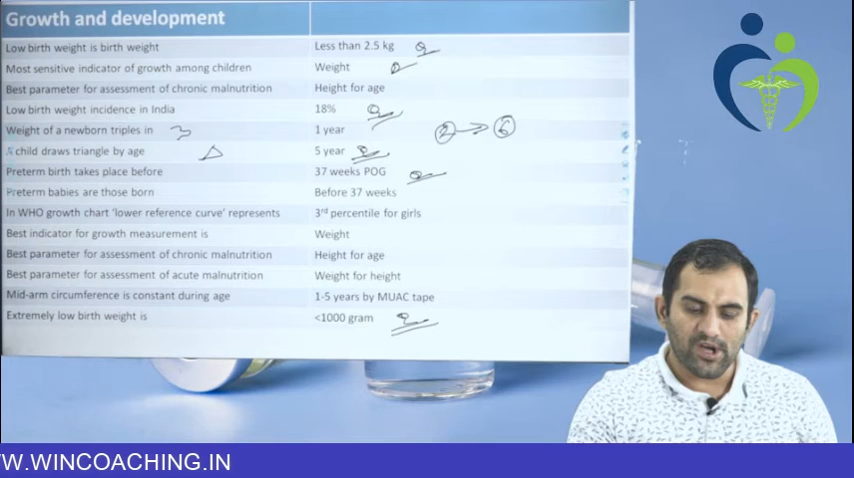 Growth and development
Low birth weight is birth weight Less than 2.5 kg
Most sensitive indicator of growth among children Weight
Best parameter for assessment of chronic malnutrition Height for age
Low birth weight incidence in India 18%
Weight of a newborn triples in 3 1 year
2 → 6
child draws triangle by age 5 year
Preterm birth takes place before 37 weeks POG
Preterm babies are those born Before 37 weeks
In WHO growth chart 'lower reference curve' represents 3rd percentile for girls
Best indicator for growth measurement is Weight
Best parameter for assessment of chronic malnutrition Height for age
Best parameter for assessment of acute malnutrition Weight for height
Mid-arm circumference is constant during age 1-5 years by MUAC tape
Extremely low birth weight is <1000 gram
W.WINCOACHING.IN